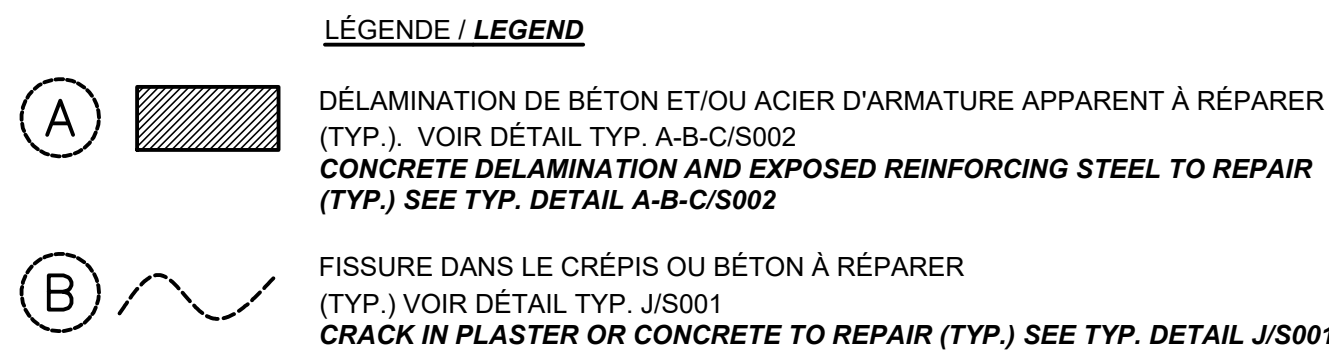 LÉGENDE / LEGEND
A
DÉLAMINATION DE BÉTON ET/OU ACIER D'ARMATURE APPARENT À RÉPARER
(TYP.). VOIR DÉTAIL TYP. A-B-C/S002
CONCRETE DELAMINATION AND EXPOSED REINFORCING STEEL TO REPAIR
(TYP.) SEE TYP. DETAIL A-B-C/S002
B
FISSURE DANS LE CRÉPIS OU BÉTON À RÉPARER
(TYP.) VOIR DÉTAIL TYP. J/S001
CRACK IN PLASTER OR CONCRETE TO REPAIR (TYP.) SEE TYP. DETAIL J/S001